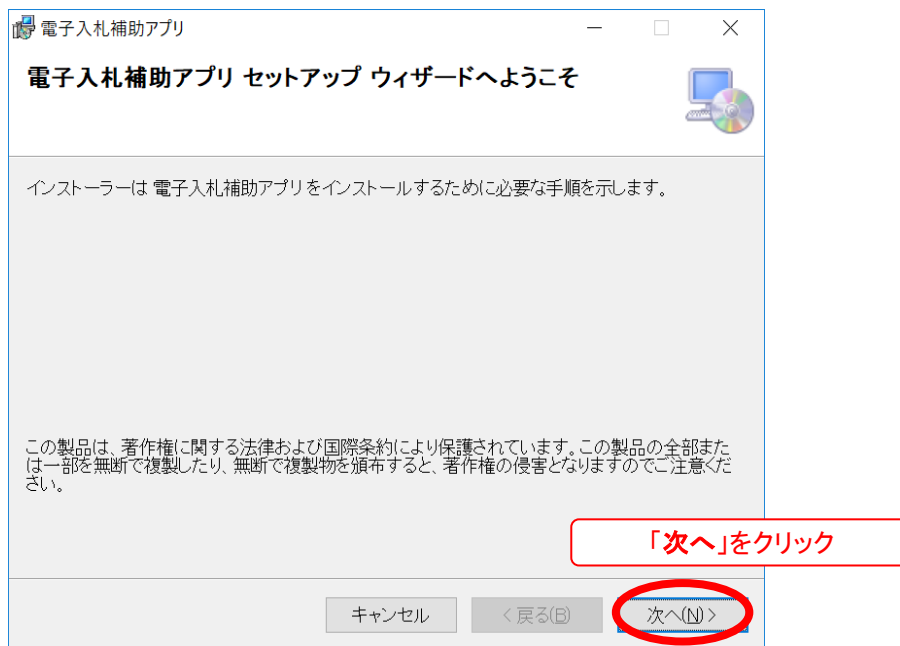 電子入札補助アプリ
電子入札補助アプリ セットアップ ウィザードへようこそ
インストーラーは 電子入札補助アプリをインストールするために必要な手順を示します。
この製品は、著作権に関する法律および国際条約により保護されています。この製品の全部また
は一部を無断で複製したり、無断で複製物を頒布すると、著作権の侵害となりますのでご注意くだ
さい。
「次へ」をクリック
キャンセル
< 戻る(B)
次へ(N) >